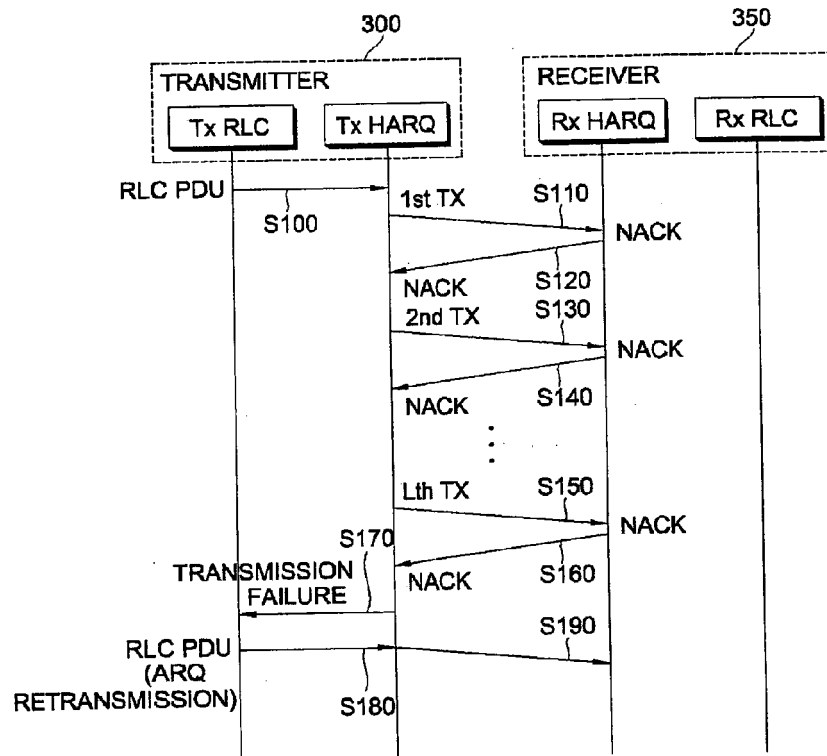 300
350
TRANSMITTER
RECEIVER
Tx RLC
Tx HARQ
Rx HARQ
Rx RLC
RLC PDU
S100
1st TX
S110
NACK
S120
NACK
S130
2nd TX
NACK
S140
NACK
Lth TX
S150
NACK
S170
S160
NACK
TRANSMISSION
FAILURE
S190
RLC PDU
(ARQ
RETRANSMISSION)
S180